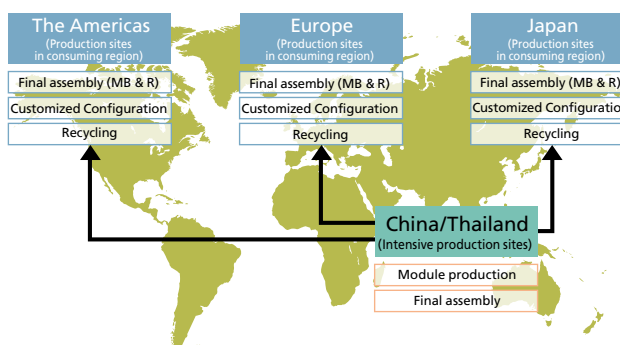 The Americas
(Production sites
in consuming region)
Final assembly (MB & R)
Customized Configuration
Recycling
Europe
(Production sites
in consuming region)
Final assembly (MB & R)
Customized Configuration
Recycling
Japan
(Production sites
in consuming region)
Final assembly (MB & R)
Customized Configuration
Recycling
China/Thailand
(Intensive production sites)
Module production
Final assembly